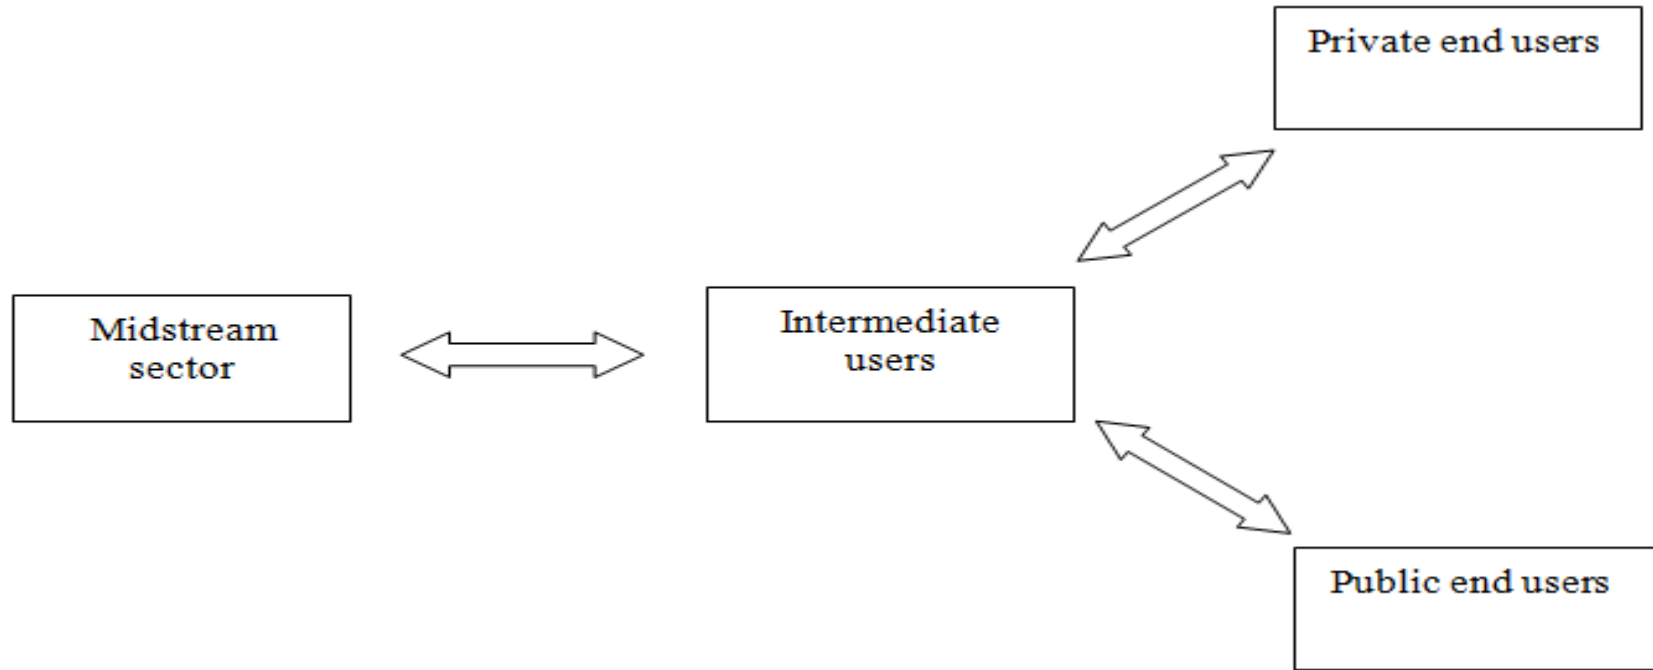 Private end users
Midstream
sector
Intermediate
users
Public end users